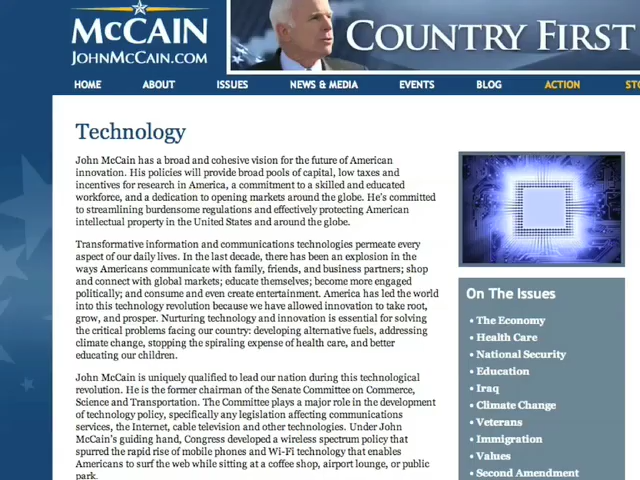 McCAIN
JOHNMCCAIN.COM
COUNTRY FIRST
HOME ABOUT ISSUES NEWS & MEDIA EVENTS BLOG ACTION STO
Technology
John McCain has a broad and cohesive vision for the future of American
innovation. His policies will provide broad pools of capital, low taxes and
incentives for research in America, a commitment to a skilled and educated
workforce, and a dedication to opening markets around the globe. He's committed
to streamlining burdensome regulations and effectively protecting American
intellectual property in the United States and around the globe.
Transformative information and communications technologies permeate every
aspect of our daily lives. In the last decade, there has been an explosion in the
ways Americans communicate with family, friends, and business partners; shop
and connect with global markets; educate themselves; become more engaged
politically; and consume and even create entertainment. America has led the world
into this technology revolution because we have allowed innovation to take root,
grow, and prosper. Nurturing technology and innovation is essential for solving
the critical problems facing our country: developing alternative fuels, addressing
climate change, stopping the spiraling expense of health care, and better
educating our children.
John McCain is uniquely qualified to lead our nation during this technological
revolution. He is the former chairman of the Senate Committee on Commerce,
Science and Transportation. The Committee plays a major role in the development
of technology policy, specifically any legislation affecting communications
services, the Internet, cable television and other technologies. Under John
McCain's guiding hand, Congress developed a wireless spectrum policy that
spurred the rapid rise of mobile phones and Wi-Fi technology that enables
Americans to surf the web while sitting at a coffee shop, airport lounge, or public
park.
On The Issues
• The Economy
• Health Care
• National Security
• Education
• Iraq
• Climate Change
• Veterans
• Immigration
• Values
• Second Amendment